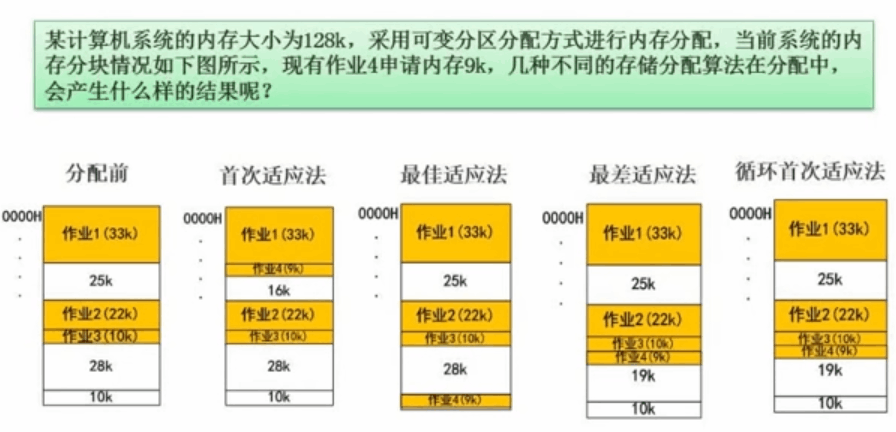 某计算机系统的内存大小为128k，采用可变分区分配方式进行内存分配，当前系统的内
存分块情况如下图所示，现有作业4申请内存9k，几种不同的存储分配算法在分配中，
会产生什么样的结果呢？
分配前
0000H
作业1(33k)
25k
作业2(22k)
作业3(10k)
28k
10k
首次适应法
0000H
作业1(33k)
作业4(9k)
16k
作业2(22k)
作业3(10k)
28k
10k
最佳适应法
0000H
作业1(33k)
25k
作业2(22k)
作业3(10k)
28k
作业4(9k)
最差适应法
0000H
作业1(33k)
25k
作业2(22k)
作业3(10k)
作业4(9k)
19k
10k
循环首次适应法
0000H
作业1(33k)
25k
作业2(22k)
作业3(10k)
作业4(9k)
19k
10k